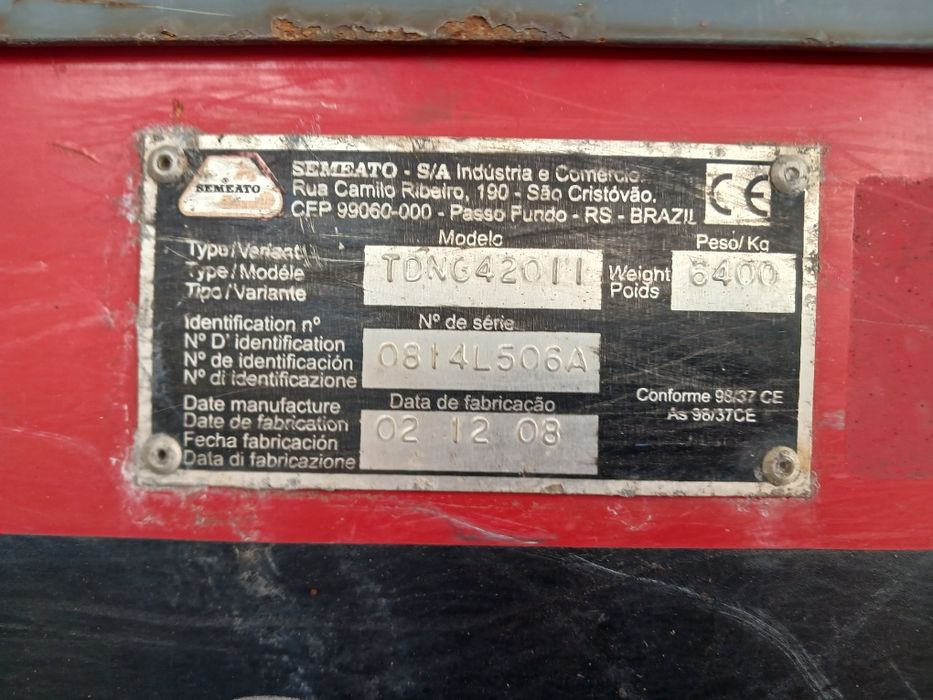 SEMEATO
SEMEATO - S/A Indústria e Comércio.
Rua Camilo Ribeiro, 190 - São Cristóvão.
CEP 99060-000 - Passo Fundo - RS - BRAZIL
CE
Modelo
Peso/Kg
Type/Variant
Type/Modéle
Tipo/Variante
TDNG420II
Weight
Poids
6400
Identification nº
Nº D' identification
Nº de identificación
Nº di identificazione
Nº de série
0814L506A
Date manufacture
Date de fabrication
Fecha fabricación
Data di fabricazione
Data de fabricação
02 12 08
Conforme 98/37 CE
As 98/37CE